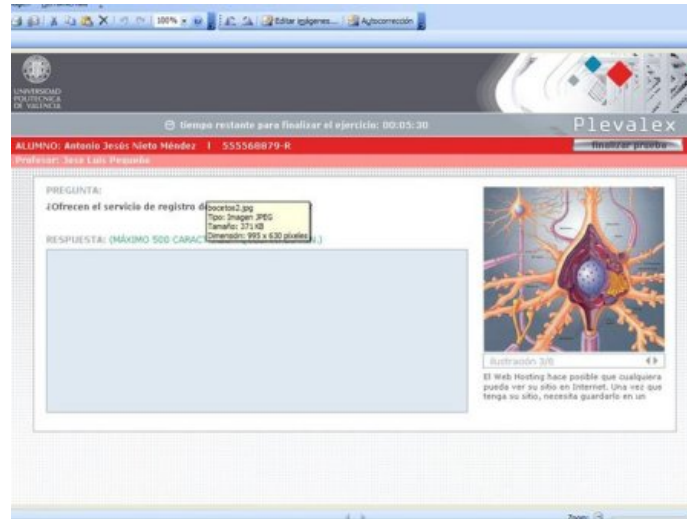 100%
Editar imágenes...
Autocorrección
UNIVERSIDAD
POLITECNICA
DE VALENCIA
tiempo restante para finalizar el ejercicio: 00:05:30
Plevalex
ALUMNO: Antonio Jesús Nieto Méndez | 555568879-R
finalizar prueba
Profesor: Jose Luis Pequeño
PREGUNTA:
¿Ofrecen el servicio de registro
bocetos2.jpg
Tipo: Imagen JPEG
Tamaño: 371 KB
Dimensión: 995 x 630 píxeles
RESPUESTA: (MÁXIMO 500
ilustración 3/8
El Web Hosting hace posible que cualquiera
pueda ver su sitio en Internet. Una vez que
tenga su sitio, necesita guardarlo en un
Zoom: